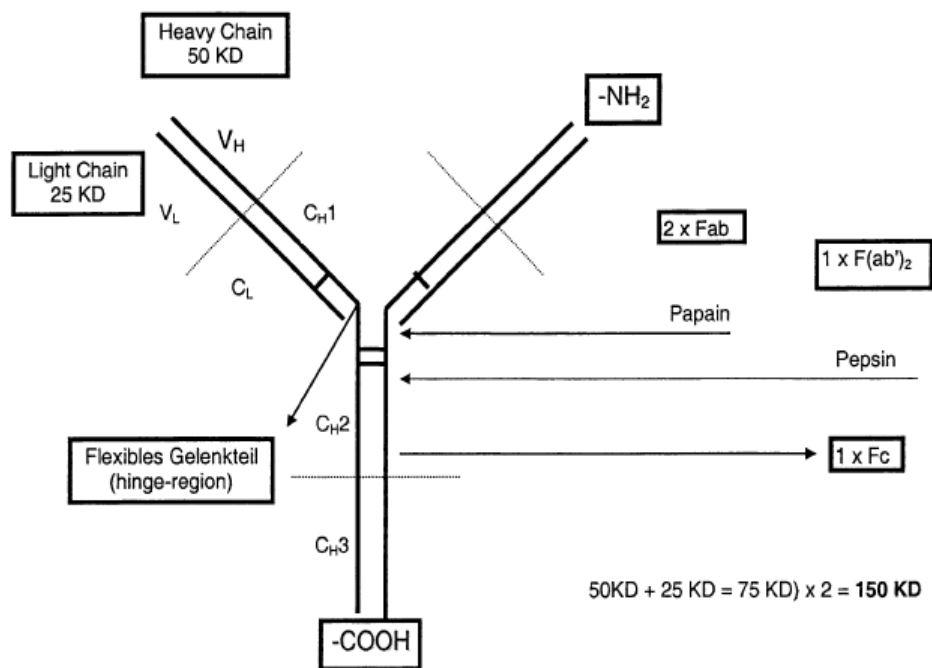 Heavy Chain
50 KD
-NH₂
V_H
Light Chain
25 KD
V_L
C_H1
2 x Fab
1 x F(ab')₂
C_L
Papain
Pepsin
C_H2
Flexibles Gelenkteil
(hinge-region)
1 x Fc
C_H3
50KD + 25 KD = 75 KD) x 2 = 150 KD
-COOH